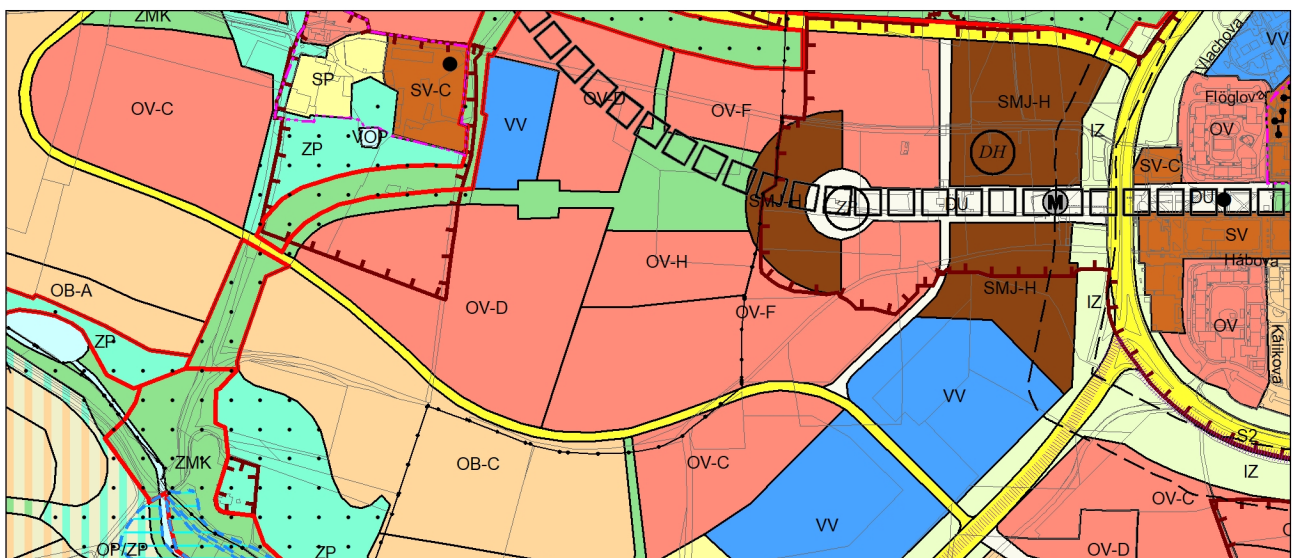 ZMK
OV-C
SP
SV-C
VOP
ZP
VV
OV-D
OV-F
SMJ-H
DH
IZ
Vlachova
VV
Flöglova
OV
SV-C
SMJ-H
DU
M
DU
SV
Hábova
OB-A
OV-H
OV-D
OV-F
SMJ-H
IZ
OV
Kálikova
ZP
VV
S2
ZMK
OB-C
OV-C
IZ
OV-C
VV
OP/ZP
ZP
OV-D